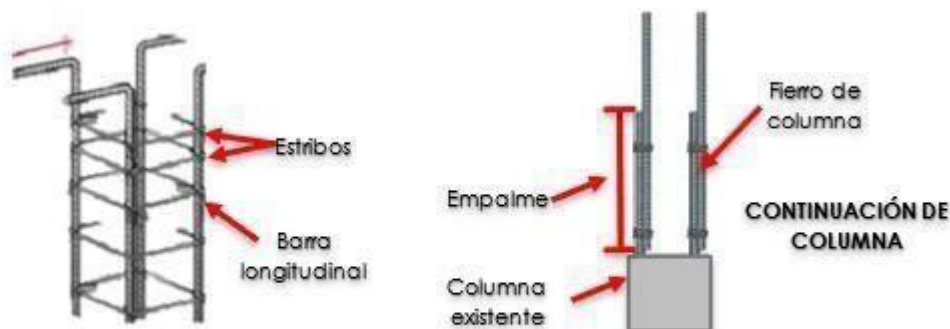 Estribos
Barra
longitudinal
Fierro de
columna
Empalme
CONTINUACIÓN DE
COLUMNA
Columna
existente